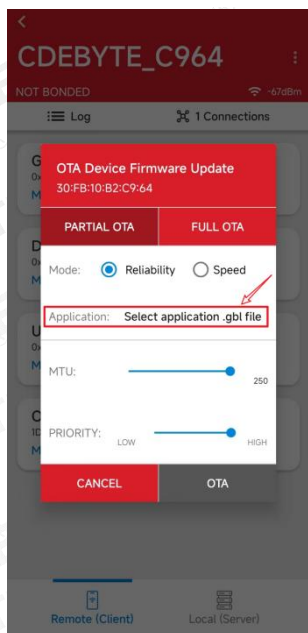 CDEBYTE_C964
NOT BONDED
-67dBm
Log
1 Connections
OTA Device Firmware Update
30:FB:10:B2:C9:64
PARTIAL OTA
FULL OTA
Mode: Reliability Speed
Application: Select application .gbl file
MTU:
250
PRIORITY:
LOW
HIGH
CANCEL
OTA
Remote (Client)
Local (Server)